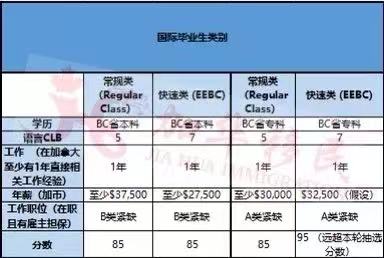 国际毕业生类别
常规类 (Regular Class) 快速类 (EEBC) 常规类 (Regular Class) 快速类 (EEBC)
学历 BC省本科 BC省本科 BC省专科 BC省专科
语言CLB 5 7 5 7
工作 (在加拿大至少有1年直接相关工作经验) 1年 1年 1年 1年
年薪（加币） 至少$37,500 至少$27,500 至少$30,000 $32,500（假设）
工作职位（在职且有雇主担保） B类紧缺 B类紧缺 A类紧缺 A类紧缺
分数 85 85 85 95（远超本轮抽选分数）